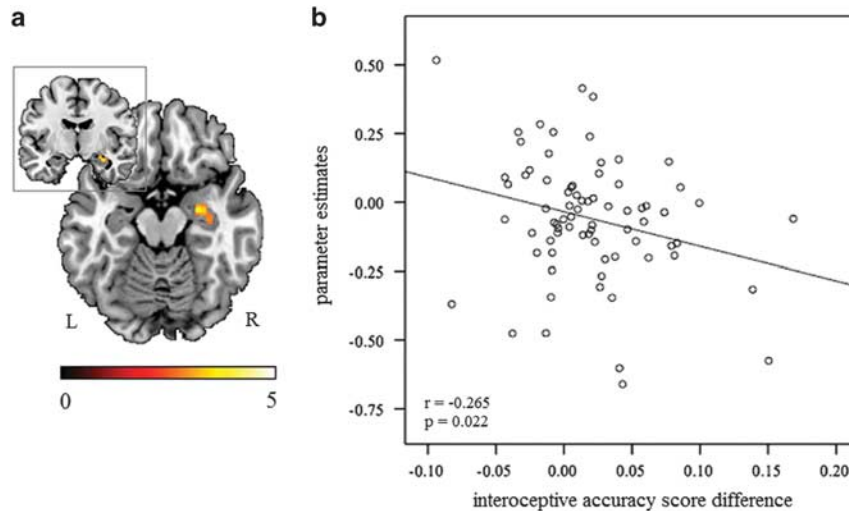 a
L
R
0
5
b
parameter estimates
0.50
0.25
0.00
-0.25
-0.50
-0.75
r = -0.265
p = 0.022
-0.10
-0.05
0.00
0.05
0.10
0.15
0.20
interoceptive accuracy score difference